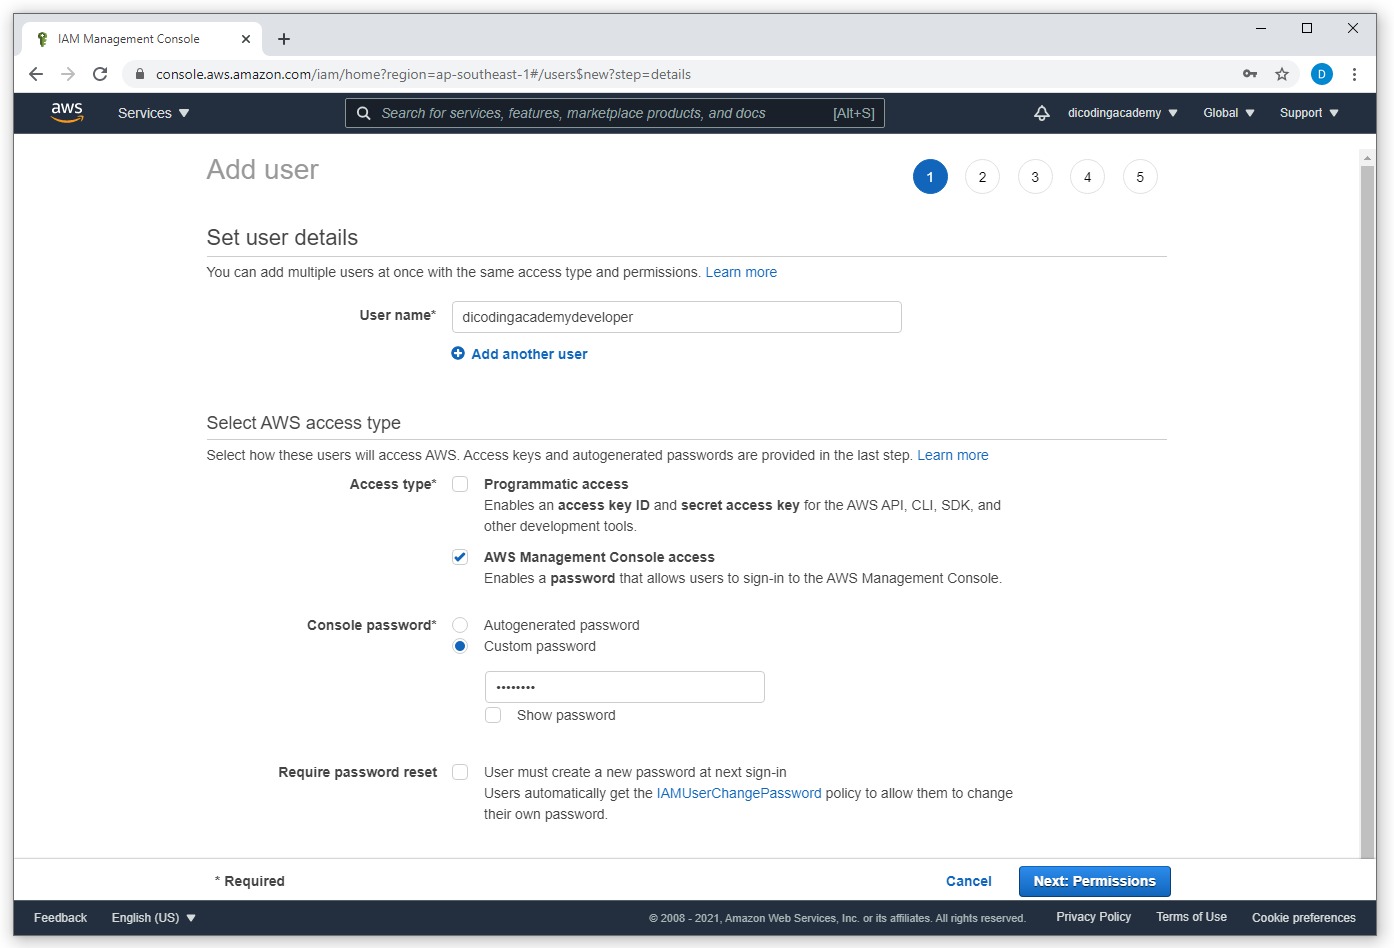 IAM Management Console
console.aws.amazon.com/iam/home?region=ap-southeast-1#/users$new?step=details
D
aws
Services
Search for services, features, marketplace products, and docs [Alt+S]
dicodingacademy
Global
Support
Add user
1 2 3 4 5
Set user details
You can add multiple users at once with the same access type and permissions. Learn more
User name* dicodingacademydeveloper
Add another user
Select AWS access type
Select how these users will access AWS. Access keys and autogenerated passwords are provided in the last step. Learn more
Access type* Programmatic access
Enables an access key ID and secret access key for the AWS API, CLI, SDK, and
other development tools.
AWS Management Console access
Enables a password that allows users to sign-in to the AWS Management Console.
Console password* Autogenerated password
Custom password
••••••••
Show password
Require password reset User must create a new password at next sign-in
Users automatically get the IAMUserChangePassword policy to allow them to change
their own password.
* Required
Cancel
Next: Permissions
Feedback English (US) © 2008 - 2021, Amazon Web Services, Inc. or its affiliates. All rights reserved. Privacy Policy Terms of Use Cookie preferences